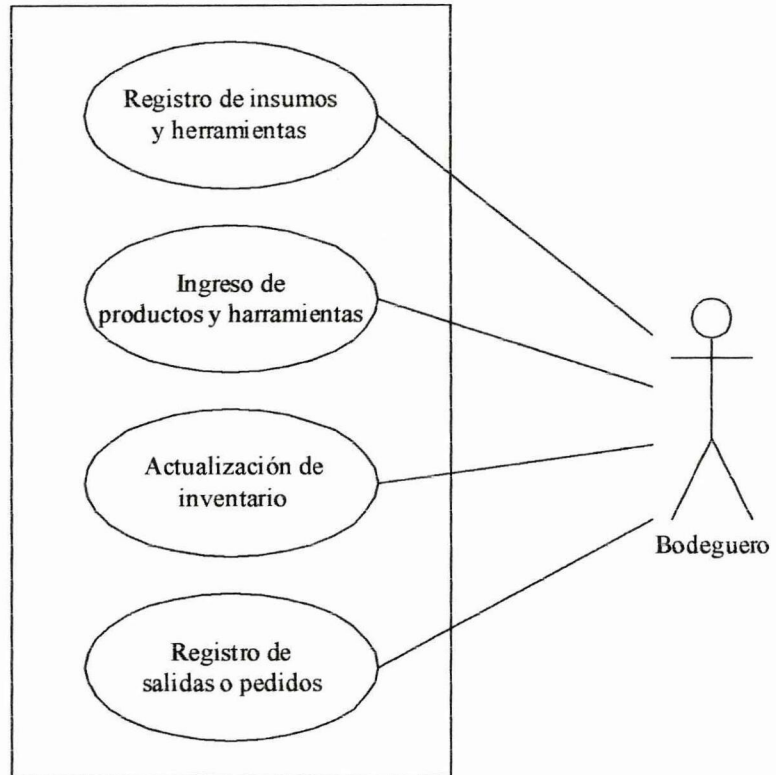 Registro de insumos
y herramientas
Ingreso de
productos y harramientas
Actualización de
inventario
Registro de
salidas o pedidos
Bodeguero